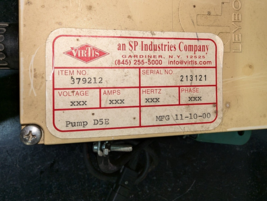 VIRTIS
an SP Industries Company
GARDINER, N.Y. 12525
(845) 255-5000 info@virtis.com
ITEM NO. SERIAL NO.
379212 213121
VOLTAGE AMPS HERTZ PHASE
xxx xxx xxx xxx
Pump D5E MFG 11-10-00